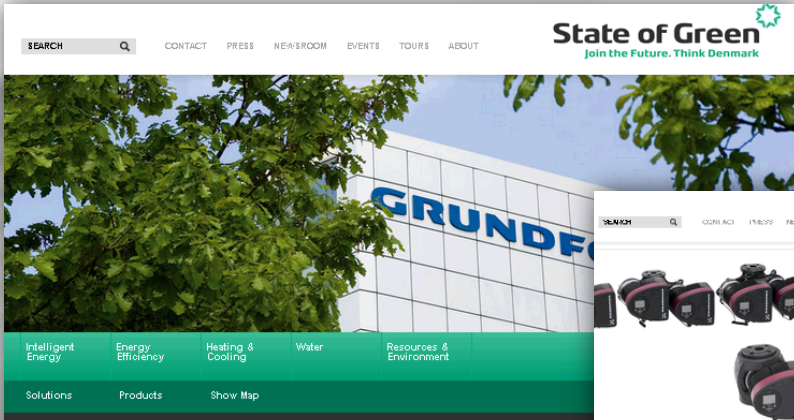 SEARCH
CONTACT PRESS NEWSROOM EVENTS TOURS ABOUT
State of Green
Join the Future. Think Denmark
GRUNDF
SEARCH
CONTACT PRESS NE
Intelligent Energy
Energy Efficiency
Heating & Cooling
Water
Resources & Environment
Solutions Products Show Map